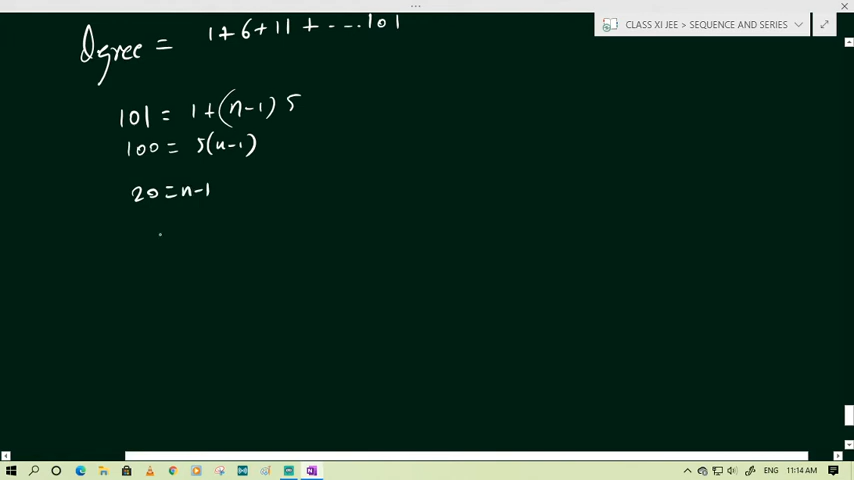 CLASS XI JEE > SEQUENCE AND SERIES
Dgree = 1+6+11+ -...101
101 = 1+(n-1) 5
100 = 5(n-1)
20=n-1
ENG 11:14 AM